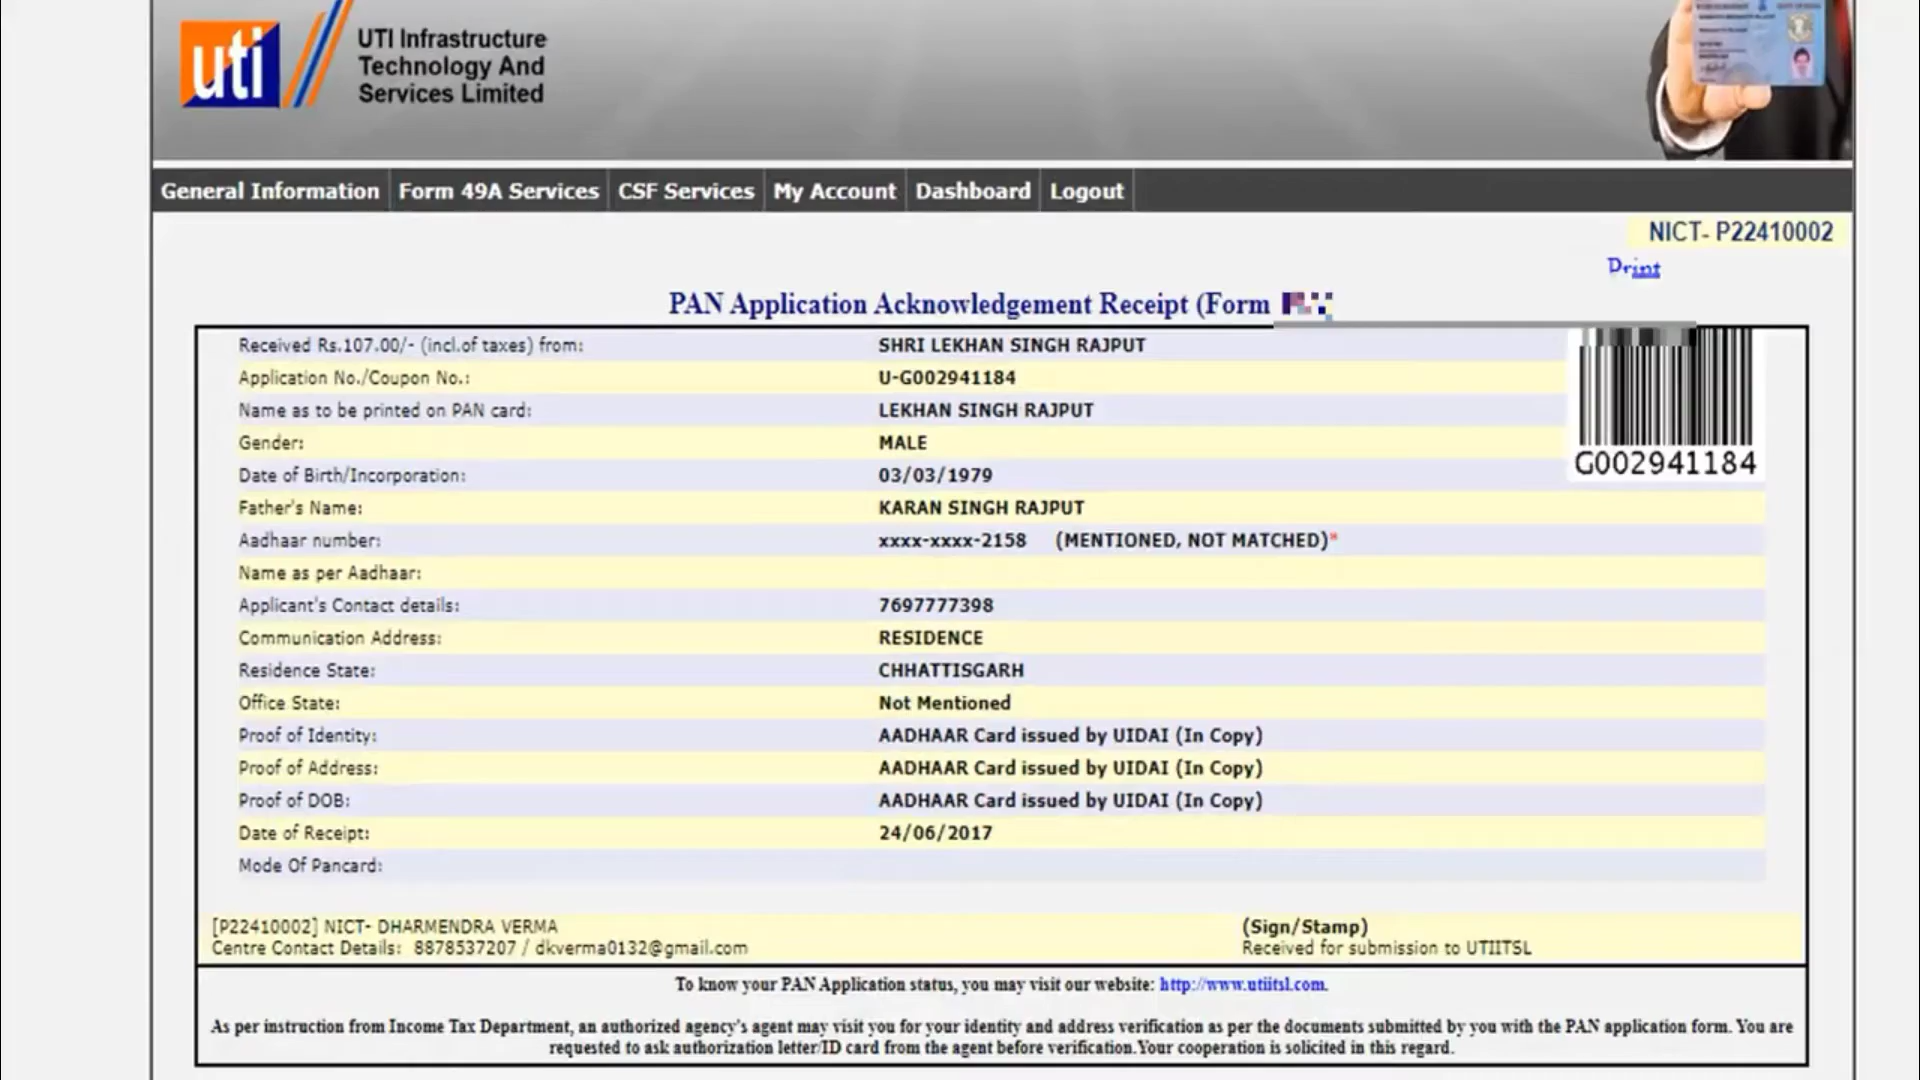 uti
UTI Infrastructure
Technology And
Services Limited
General Information Form 49A Services CSF Services My Account Dashboard Logout
NICT- P22410002
Print
PAN Application Acknowledgement Receipt (Form
Received Rs.107.00/- (incl.of taxes) from: SHRI LEKHAN SINGH RAJPUT
Application No./Coupon No.: U-G002941184
Name as to be printed on PAN card: LEKHAN SINGH RAJPUT
Gender: MALE
Date of Birth/Incorporation: 03/03/1979
G002941184
Father's Name: KARAN SINGH RAJPUT
Aadhaar number: xxxx-xxxx-2158 (MENTIONED, NOT MATCHED)*
Name as per Aadhaar:
Applicant's Contact details: 7697777398
Communication Address: RESIDENCE
Residence State: CHHATTISGARH
Office State: Not Mentioned
Proof of Identity: AADHAAR Card issued by UIDAI (In Copy)
Proof of Address: AADHAAR Card issued by UIDAI (In Copy)
Proof of DOB: AADHAAR Card issued by UIDAI (In Copy)
Date of Receipt: 24/06/2017
Mode Of Pancard:
[P22410002] NICT- DHARMENDRA VERMA (Sign/Stamp)
Centre Contact Details: 8878537207 / dkverma0132@gmail.com Received for submission to UTIITSL
To know your PAN Application status, you may visit our website: http://www.utiitsl.com.
As per instruction from Income Tax Department, an authorized agency's agent may visit you for your identity and address verification as per the documents submitted by you with the PAN application form. You are
requested to ask authorization letter/ID card from the agent before verification.Your cooperation is solicited in this regard.